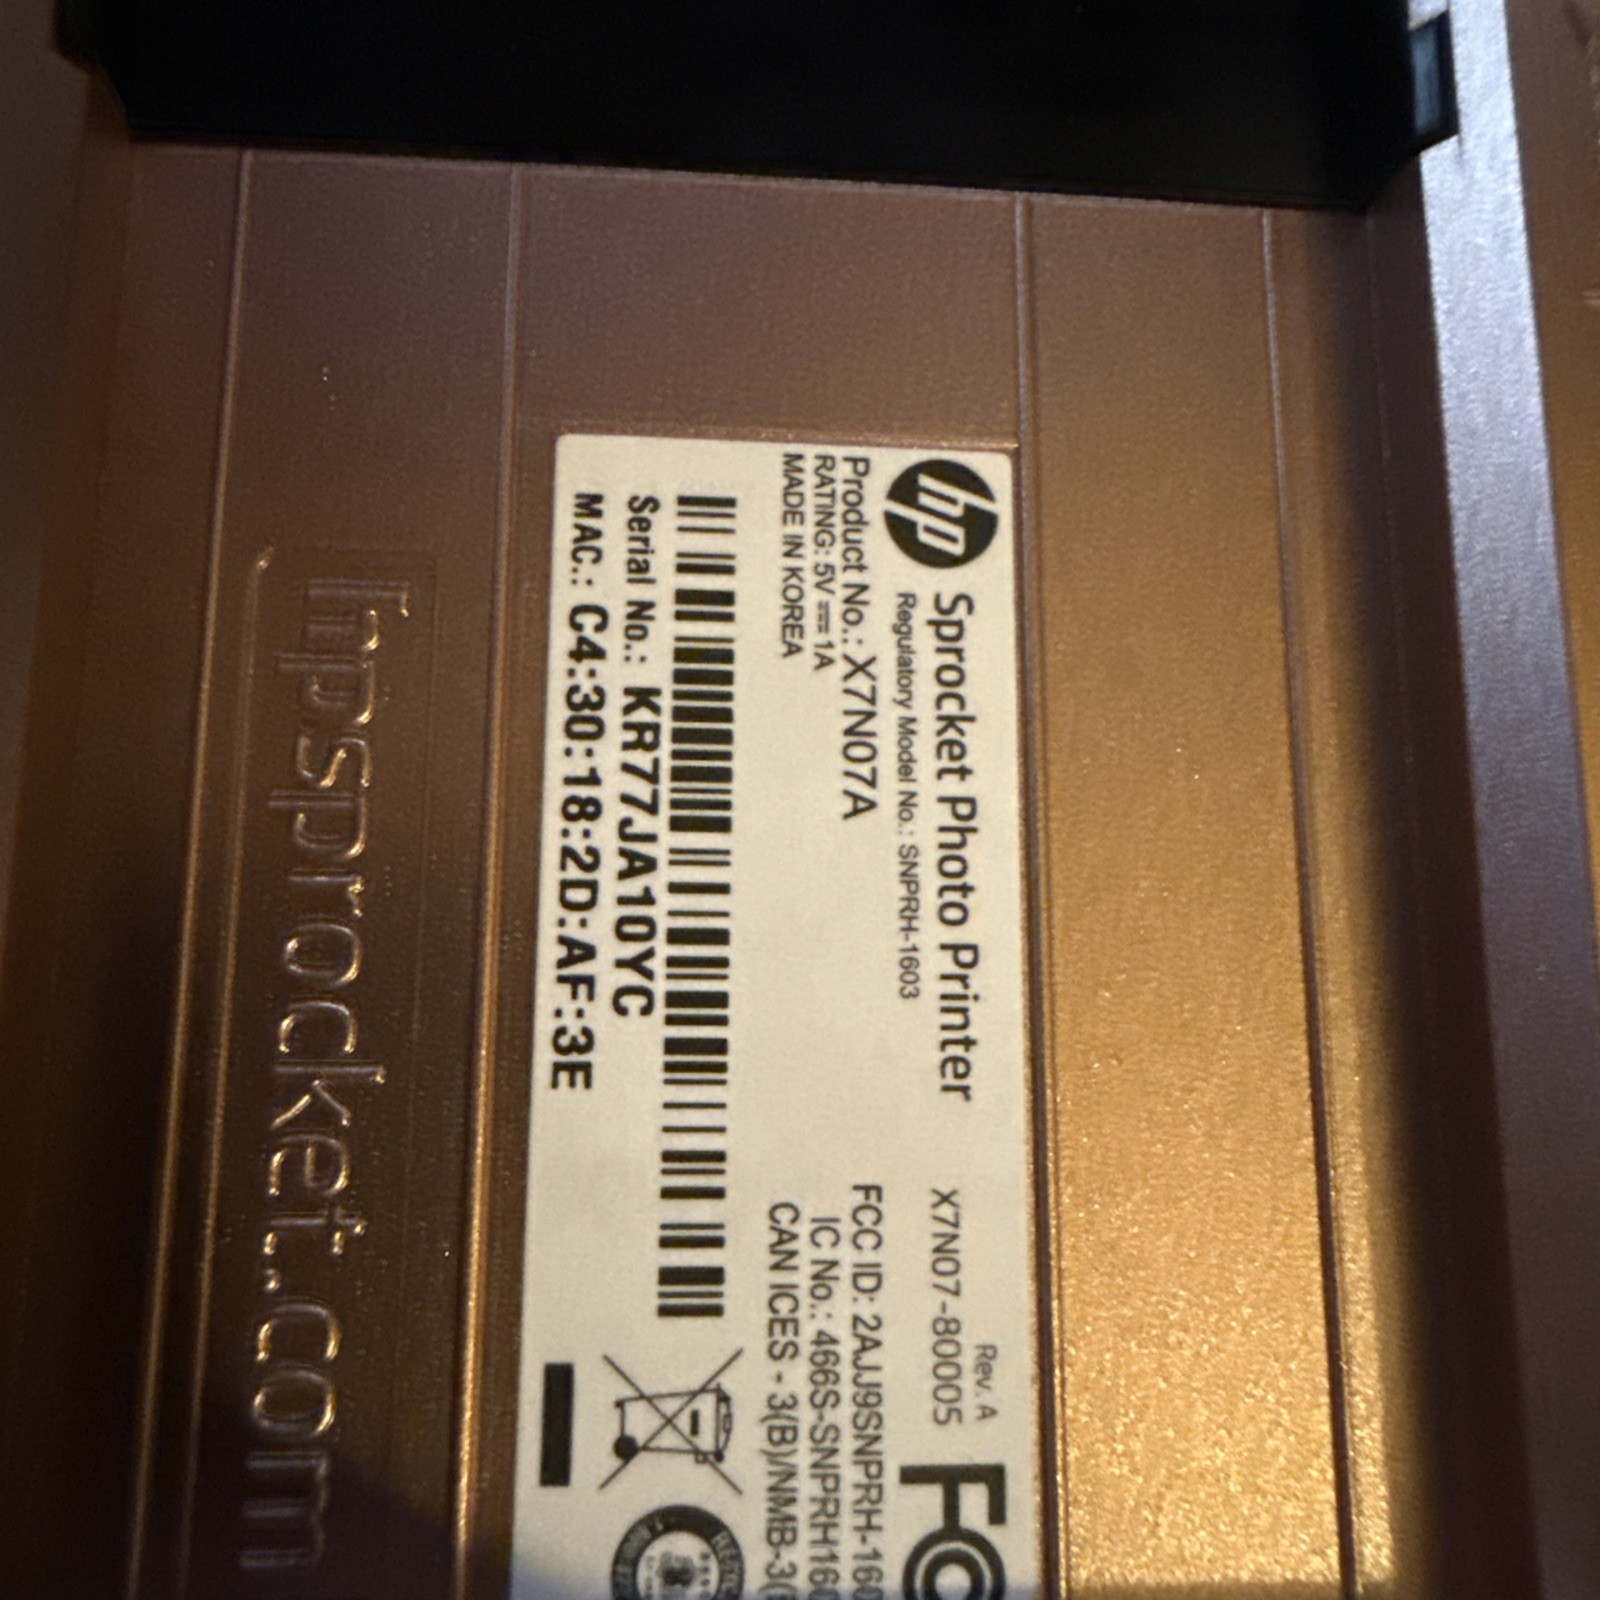 hp
Sprocket Photo Printer
Regulatory Model No.: SNPRH-1603
Product No.: X7N07A
RATING: 5V ⎓ 1A
MADE IN KOREA
Serial No.: KR77JA10YC
MAC.: C4:30:18:2D:AF:3E
Rev. A
X7N07-80005
FCC ID: 2AJJ9SNPRH-160
IC No.: 466S-SNPRH160
CAN ICES - 3(B)/NMB-3(
FC
hpsprocket.com